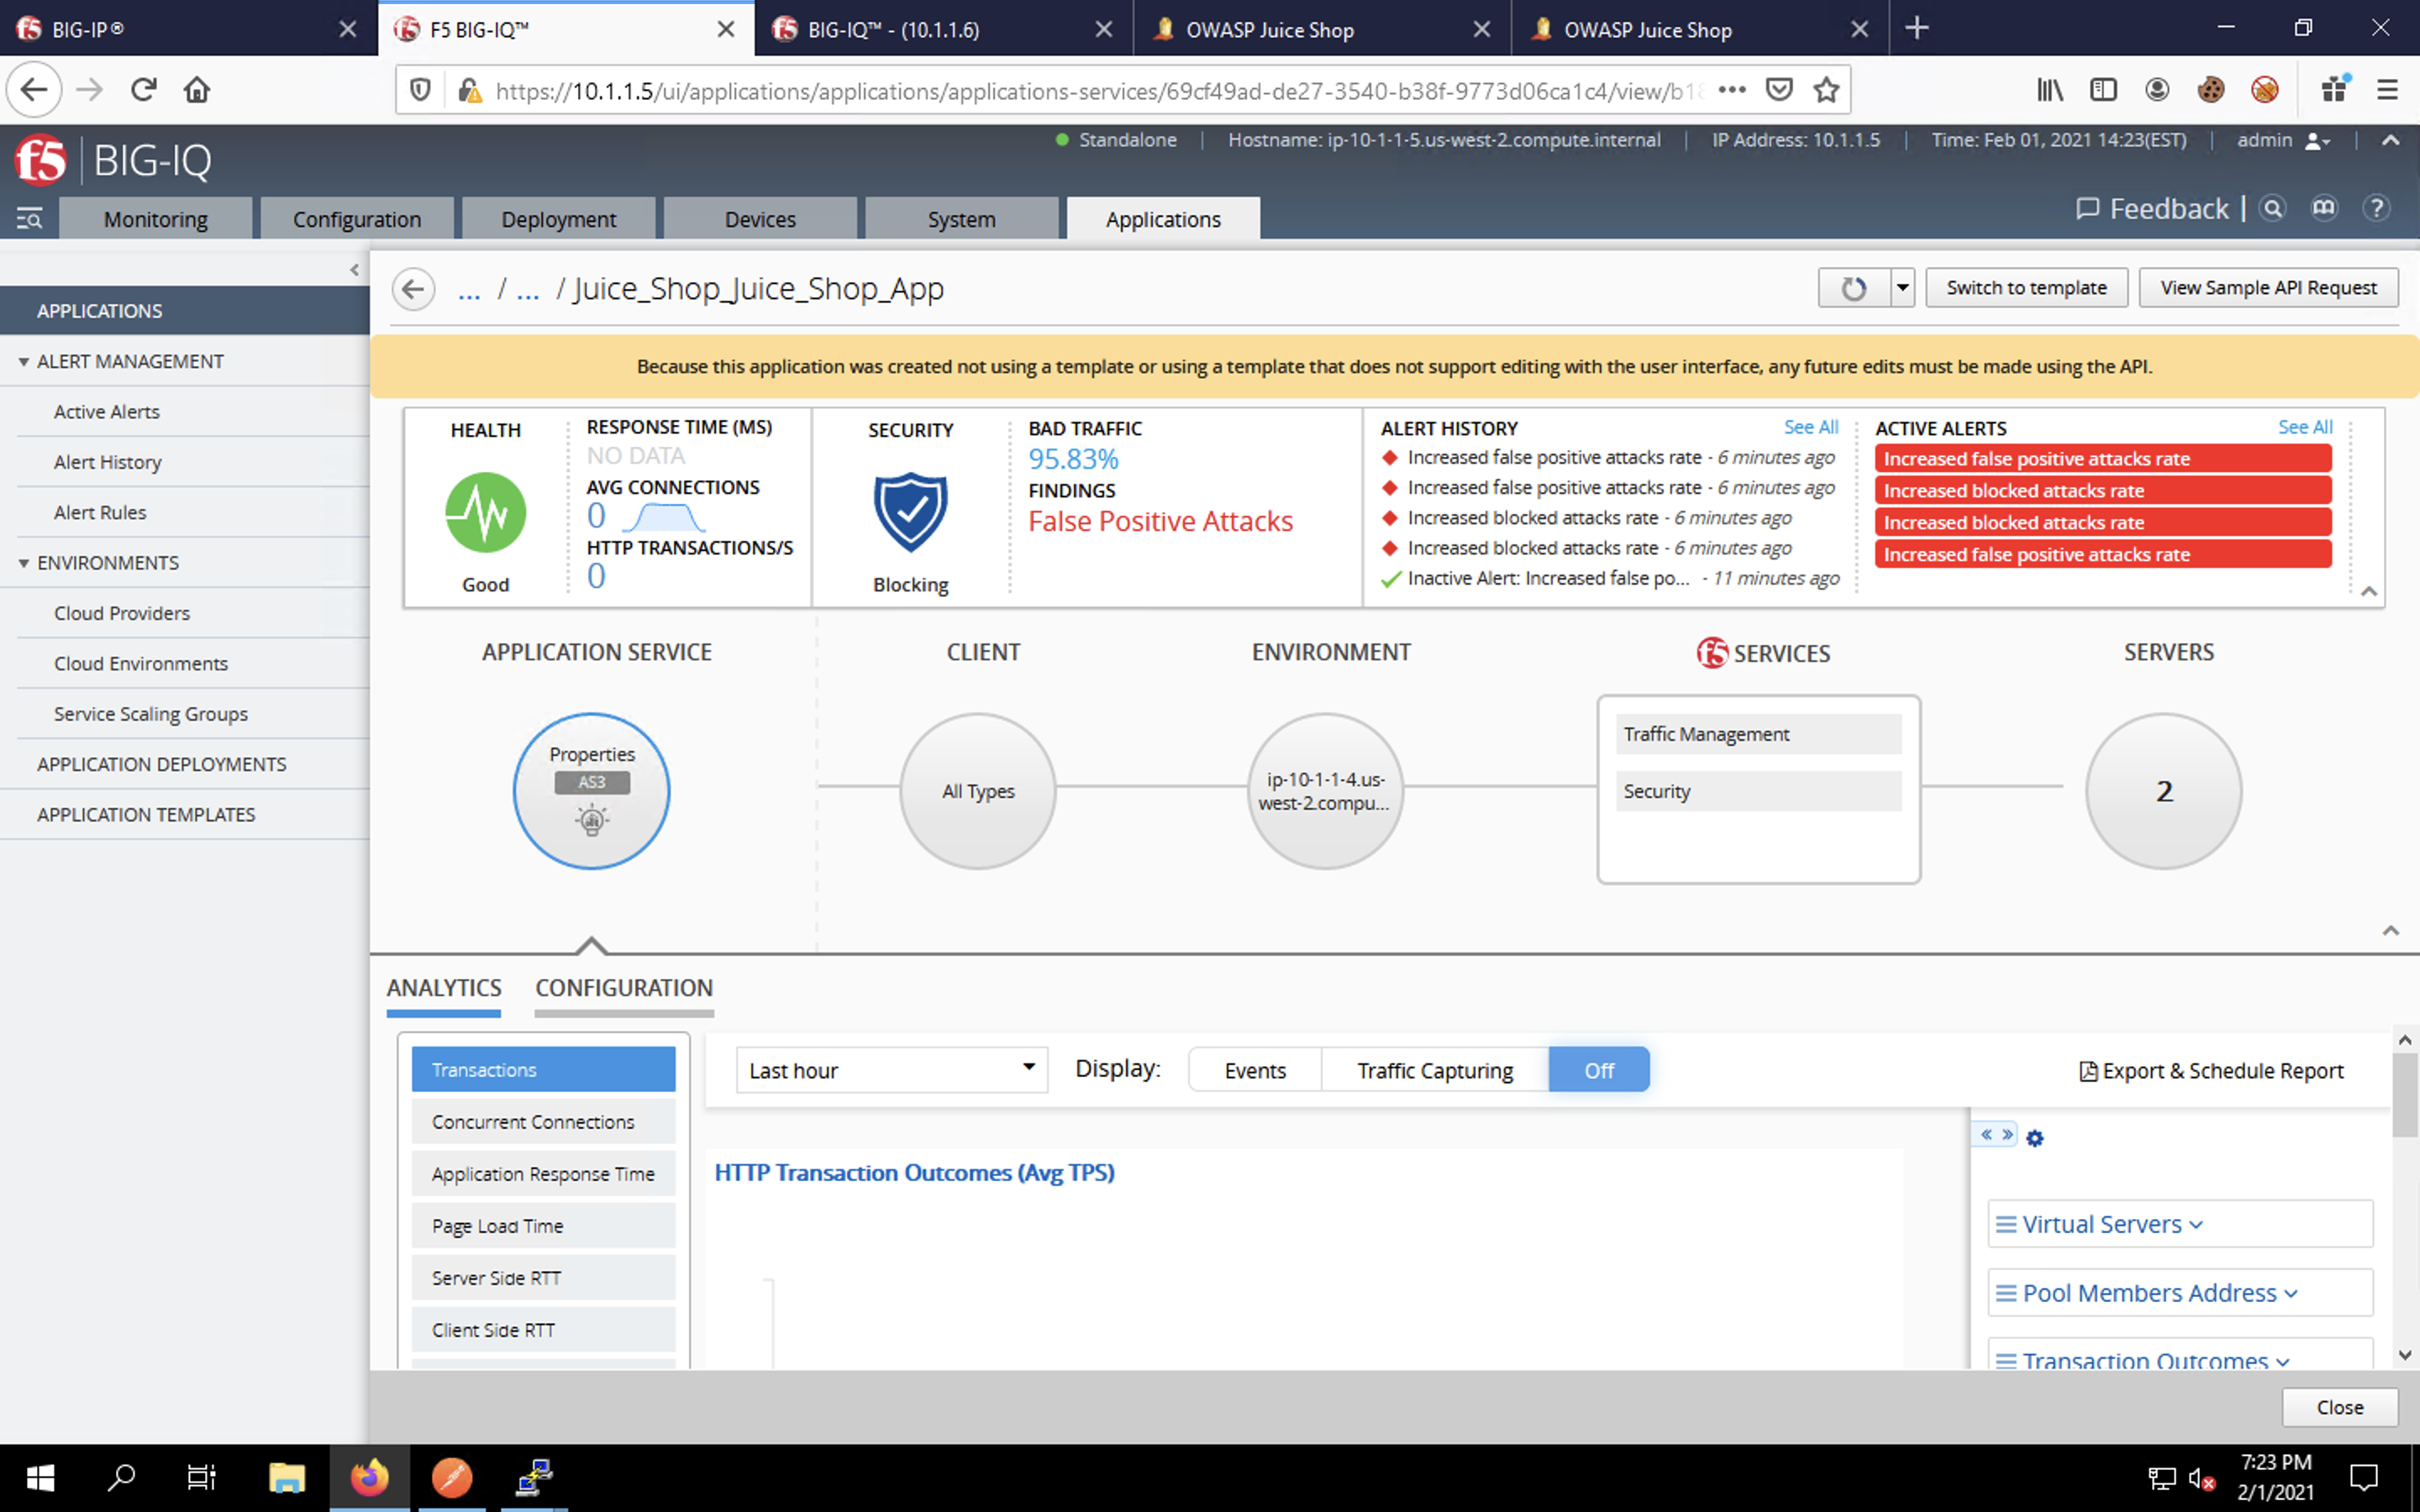 BIG-IP®
F5 BIG-IQ™
BIG-IQ™ - (10.1.1.6)
OWASP Juice Shop
OWASP Juice Shop
https://10.1.1.5/ui/applications/applications/applications-services/69cf49ad-de27-3540-b38f-9773d06ca1c4/view/b18
f5 BIG-IQ
Standalone | Hostname: ip-10-1-1-5.us-west-2.compute.internal | IP Address: 10.1.1.5 | Time: Feb 01, 2021 14:23(EST) | admin
Monitoring
Configuration
Deployment
Devices
System
Applications
Feedback
APPLICATIONS
ALERT MANAGEMENT
Active Alerts
Alert History
Alert Rules
ENVIRONMENTS
Cloud Providers
Cloud Environments
Service Scaling Groups
APPLICATION DEPLOYMENTS
APPLICATION TEMPLATES
... / ... / Juice_Shop_Juice_Shop_App
Switch to template
View Sample API Request
Because this application was created not using a template or using a template that does not support editing with the user interface, any future edits must be made using the API.
HEALTH
Good
RESPONSE TIME (MS)
NO DATA
AVG CONNECTIONS
0
HTTP TRANSACTIONS/S
0
SECURITY
Blocking
BAD TRAFFIC
95.83%
FINDINGS
False Positive Attacks
ALERT HISTORY See All
Increased false positive attacks rate - 6 minutes ago
Increased false positive attacks rate - 6 minutes ago
Increased blocked attacks rate - 6 minutes ago
Increased blocked attacks rate - 6 minutes ago
Inactive Alert: Increased false po... - 11 minutes ago
ACTIVE ALERTS See All
Increased false positive attacks rate
Increased blocked attacks rate
Increased blocked attacks rate
Increased false positive attacks rate
APPLICATION SERVICE
CLIENT
ENVIRONMENT
f5 SERVICES
SERVERS
Properties
AS3
All Types
ip-10-1-1-4.us-
west-2.compu...
Traffic Management
Security
2
ANALYTICS
CONFIGURATION
Transactions
Concurrent Connections
Application Response Time
Page Load Time
Server Side RTT
Client Side RTT
Last hour
Display:
Events
Traffic Capturing
Off
Export & Schedule Report
HTTP Transaction Outcomes (Avg TPS)
Virtual Servers
Pool Members Address
Transaction Outcomes
Close
7:23 PM
2/1/2021